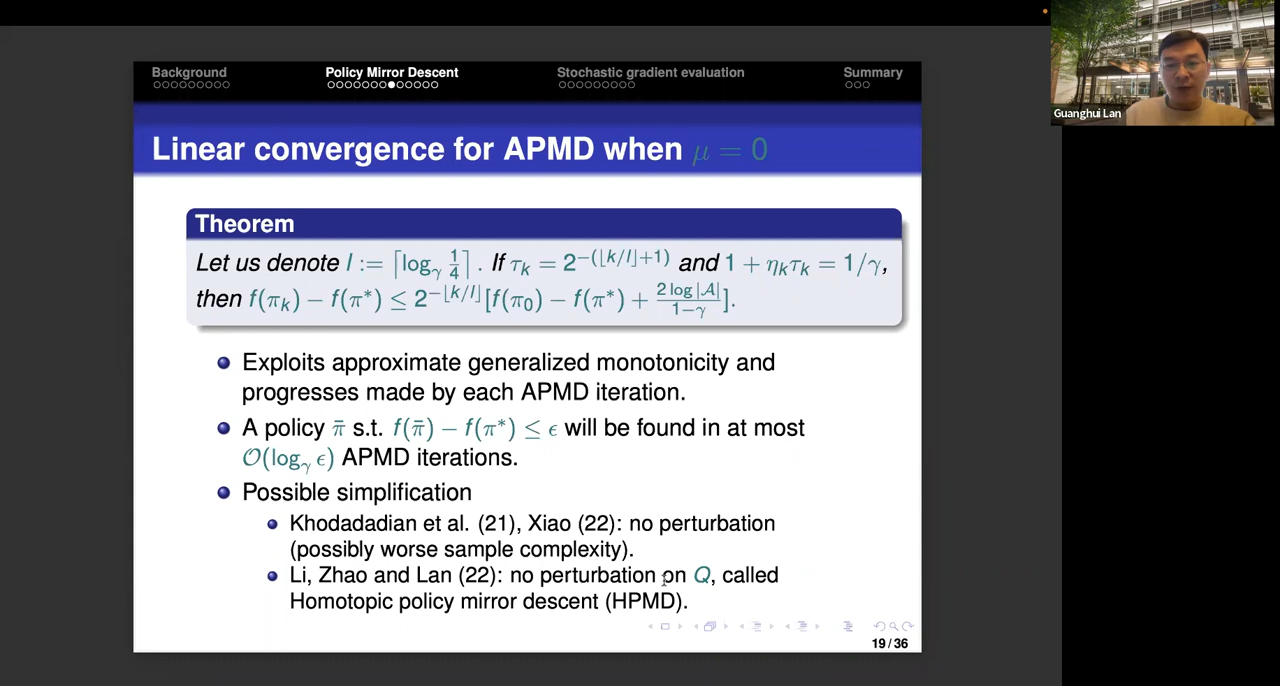 Background Policy Mirror Descent Stochastic gradient evaluation Summary
Linear convergence for APMD when μ = 0
Theorem
Let us denote l := ⌈log_γ 1/4⌉. If τ_k = 2^{-(⌊k/l⌋+1)} and 1 + η_kτ_k = 1/γ,
then f(π_k) − f(π*) ≤ 2^{-⌊k/l⌋}[f(π_0) − f(π*) + 2 log|𝒜|/(1−γ)].
Exploits approximate generalized monotonicity and
progresses made by each APMD iteration.
A policy π̄ s.t. f(π̄) − f(π*) ≤ ϵ will be found in at most
𝒪(log_γ ϵ) APMD iterations.
Possible simplification
Khodadadian et al. (21), Xiao (22): no perturbation
(possibly worse sample complexity).
Li, Zhao and Lan (22): no perturbation on Q, called
Homotopic policy mirror descent (HPMD).
19 / 36
Guanghui Lan